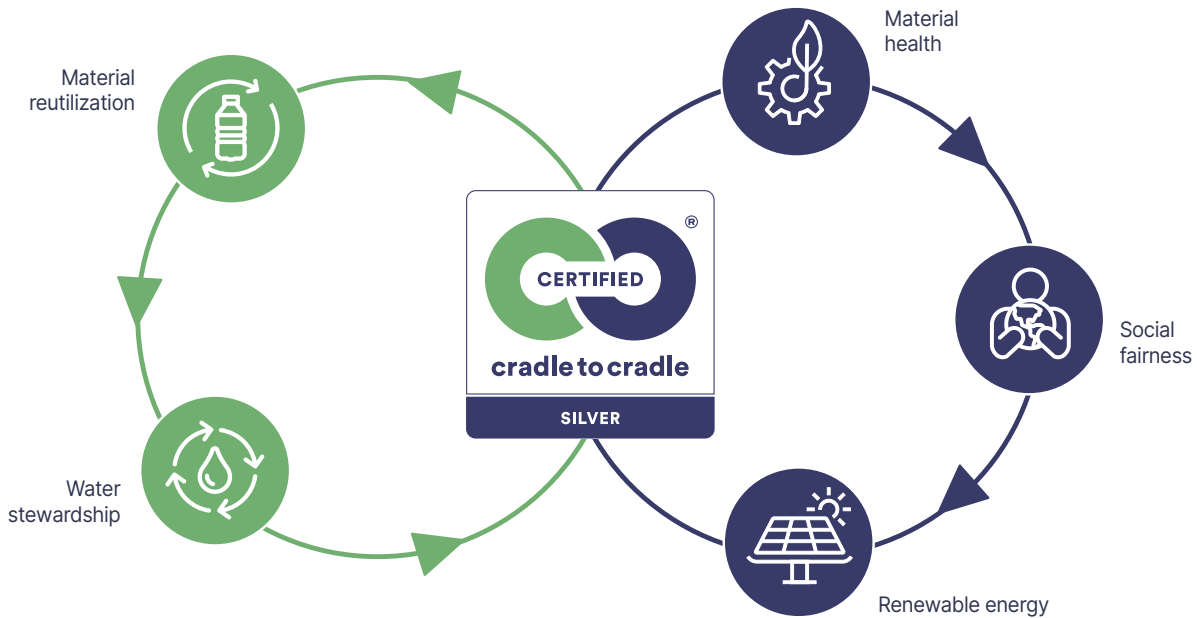 Material
health
Material
reutilization
®
CERTIFIED
cradle to cradle
SILVER
Social
fairness
Water
stewardship
Renewable energy